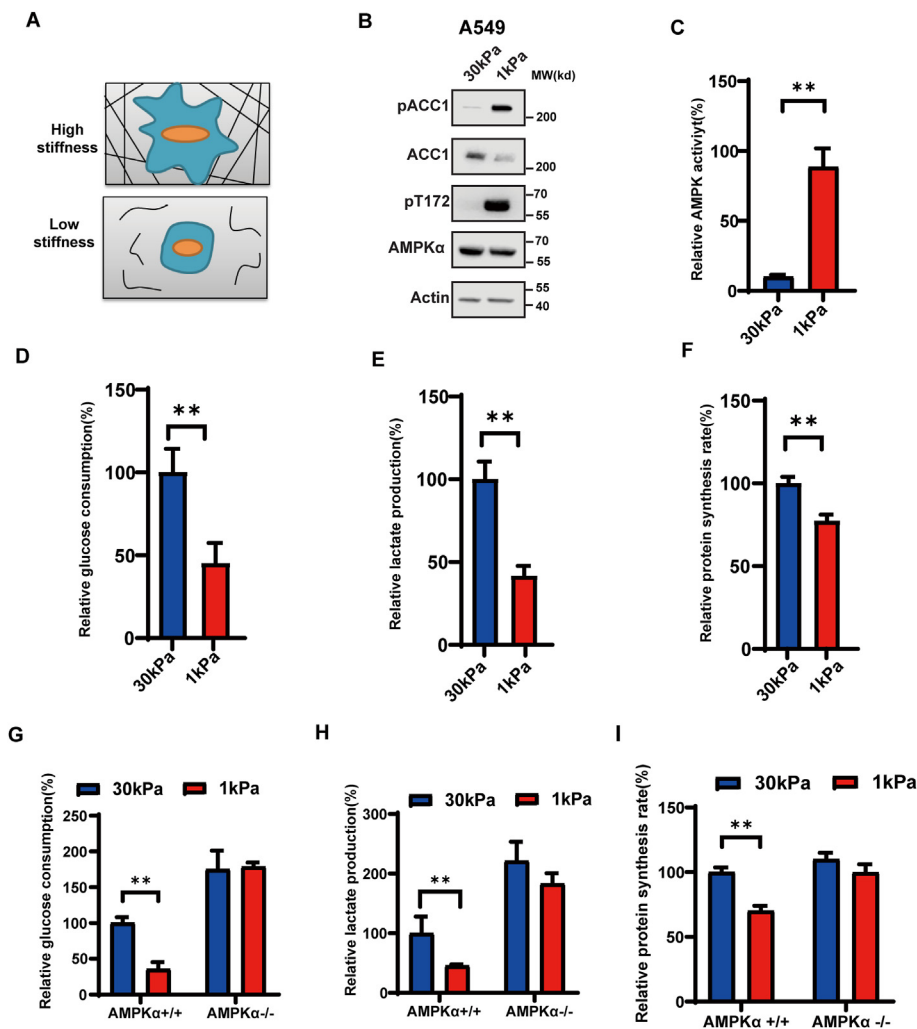 A
High
stiffness
Low
stiffness
B
A549
30kPa
1kPa
MW(kd)
pACC1
200
ACC1
200
pT172
70
55
AMPKα
70
55
Actin
55
40
C
Relative AMPK activiyt(%)
150
100
50
0
**
30kPa
1kPa
D
Relative glucose consumption(%)
150
100
50
0
**
30kPa
1kPa
E
Relative lactate production(%)
150
100
50
0
**
30kPa
1kPa
F
Relative protein synthesis rate(%)
150
100
50
0
**
30kPa
1kPa
G
30kPa 1kPa
Relative glucose consumption(%)
250
200
150
100
50
0
**
AMPKα+/+ AMPKα-/-
H
30kPa 1kPa
Relative lactate production(%)
300
200
100
0
**
AMPKα+/+ AMPKα-/-
I
30kPa 1kPa
Relative protein synthesis rate(%)
150
100
50
0
**
AMPKα +/+ AMPKα -/-